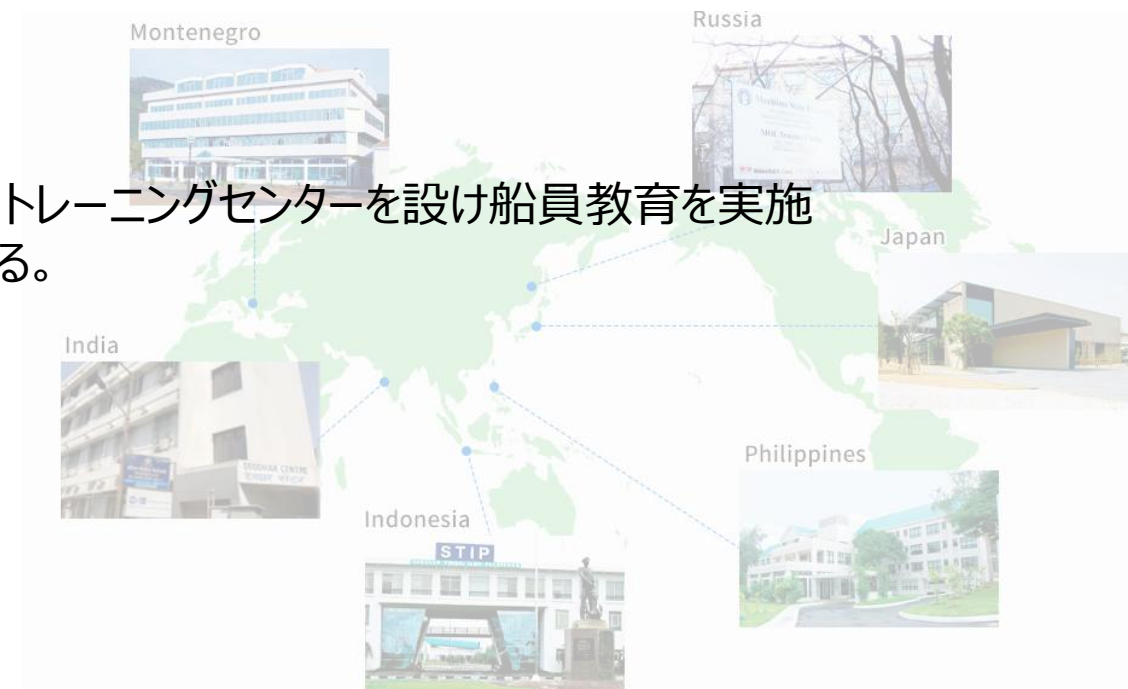 Montenegro
Russia
トレーニングセンターを設け船員教育を実施
る。
Japan
India
Philippines
Indonesia
STIP